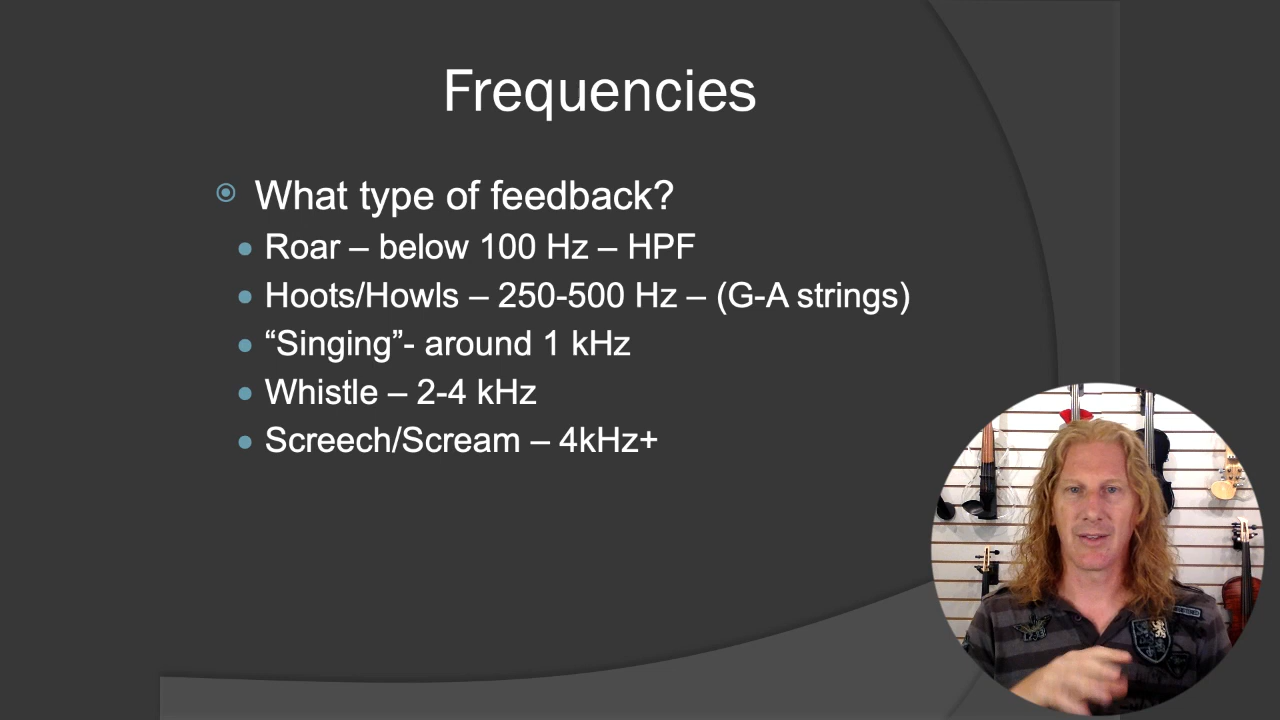 Frequencies
What type of feedback?
Roar – below 100 Hz – HPF
Hoots/Howls – 250-500 Hz – (G-A strings)
“Singing”- around 1 kHz
Whistle – 2-4 kHz
Screech/Scream – 4kHz+